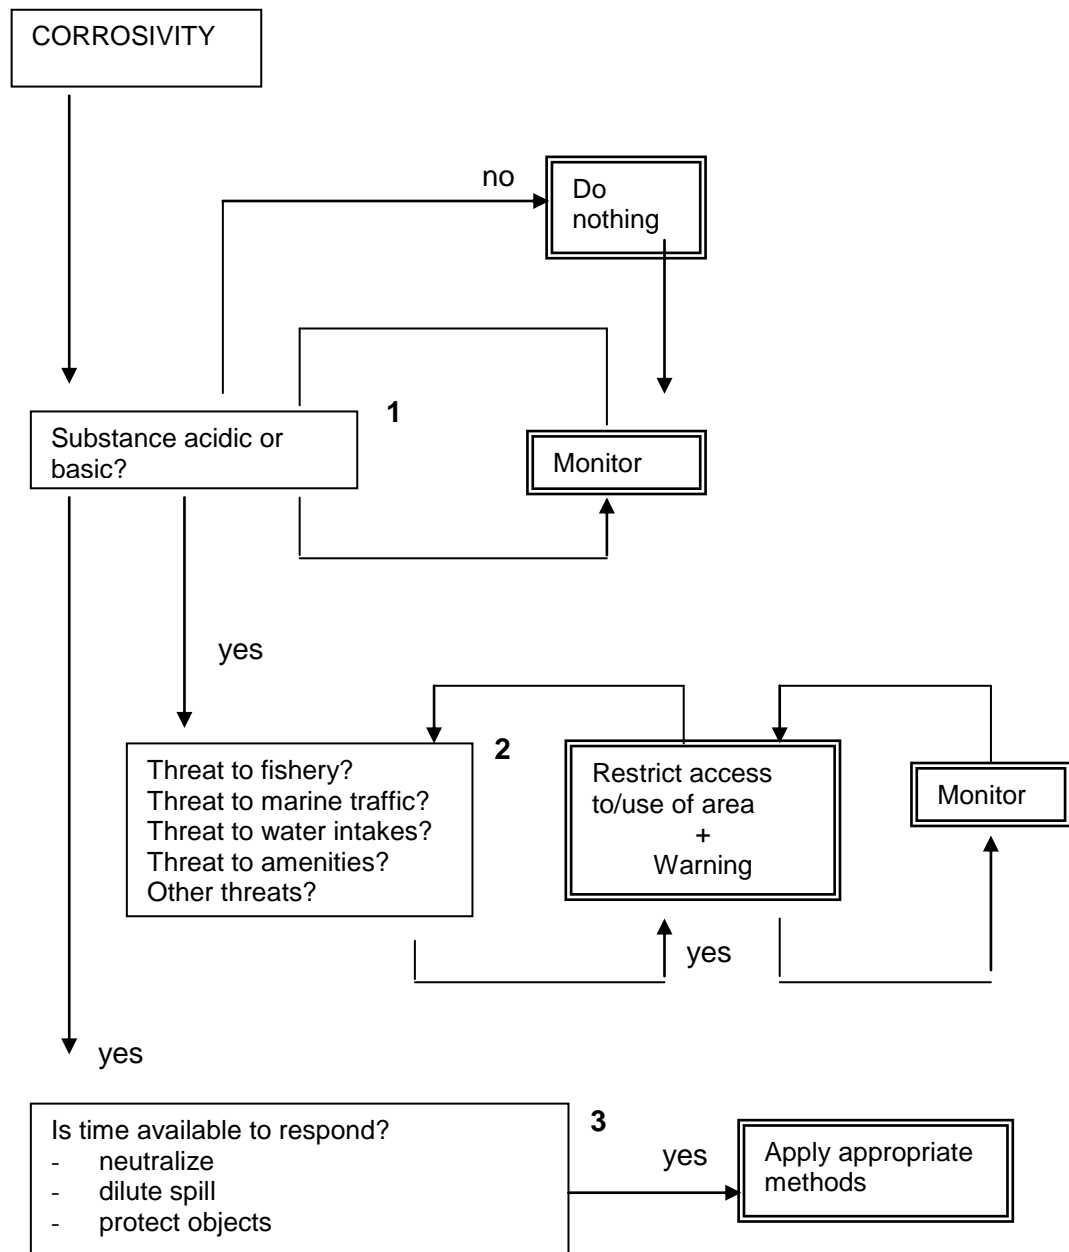 CORROSIVITY
no
Do
nothing
1
Substance acidic or
basic?
Monitor
yes
2
Threat to fishery?
Threat to marine traffic?
Threat to water intakes?
Threat to amenities?
Other threats?
Restrict access
to/use of area
+
Warning
Monitor
yes
yes
3
Is time available to respond?
- neutralize
- dilute spill
- protect objects
yes
Apply appropriate
methods